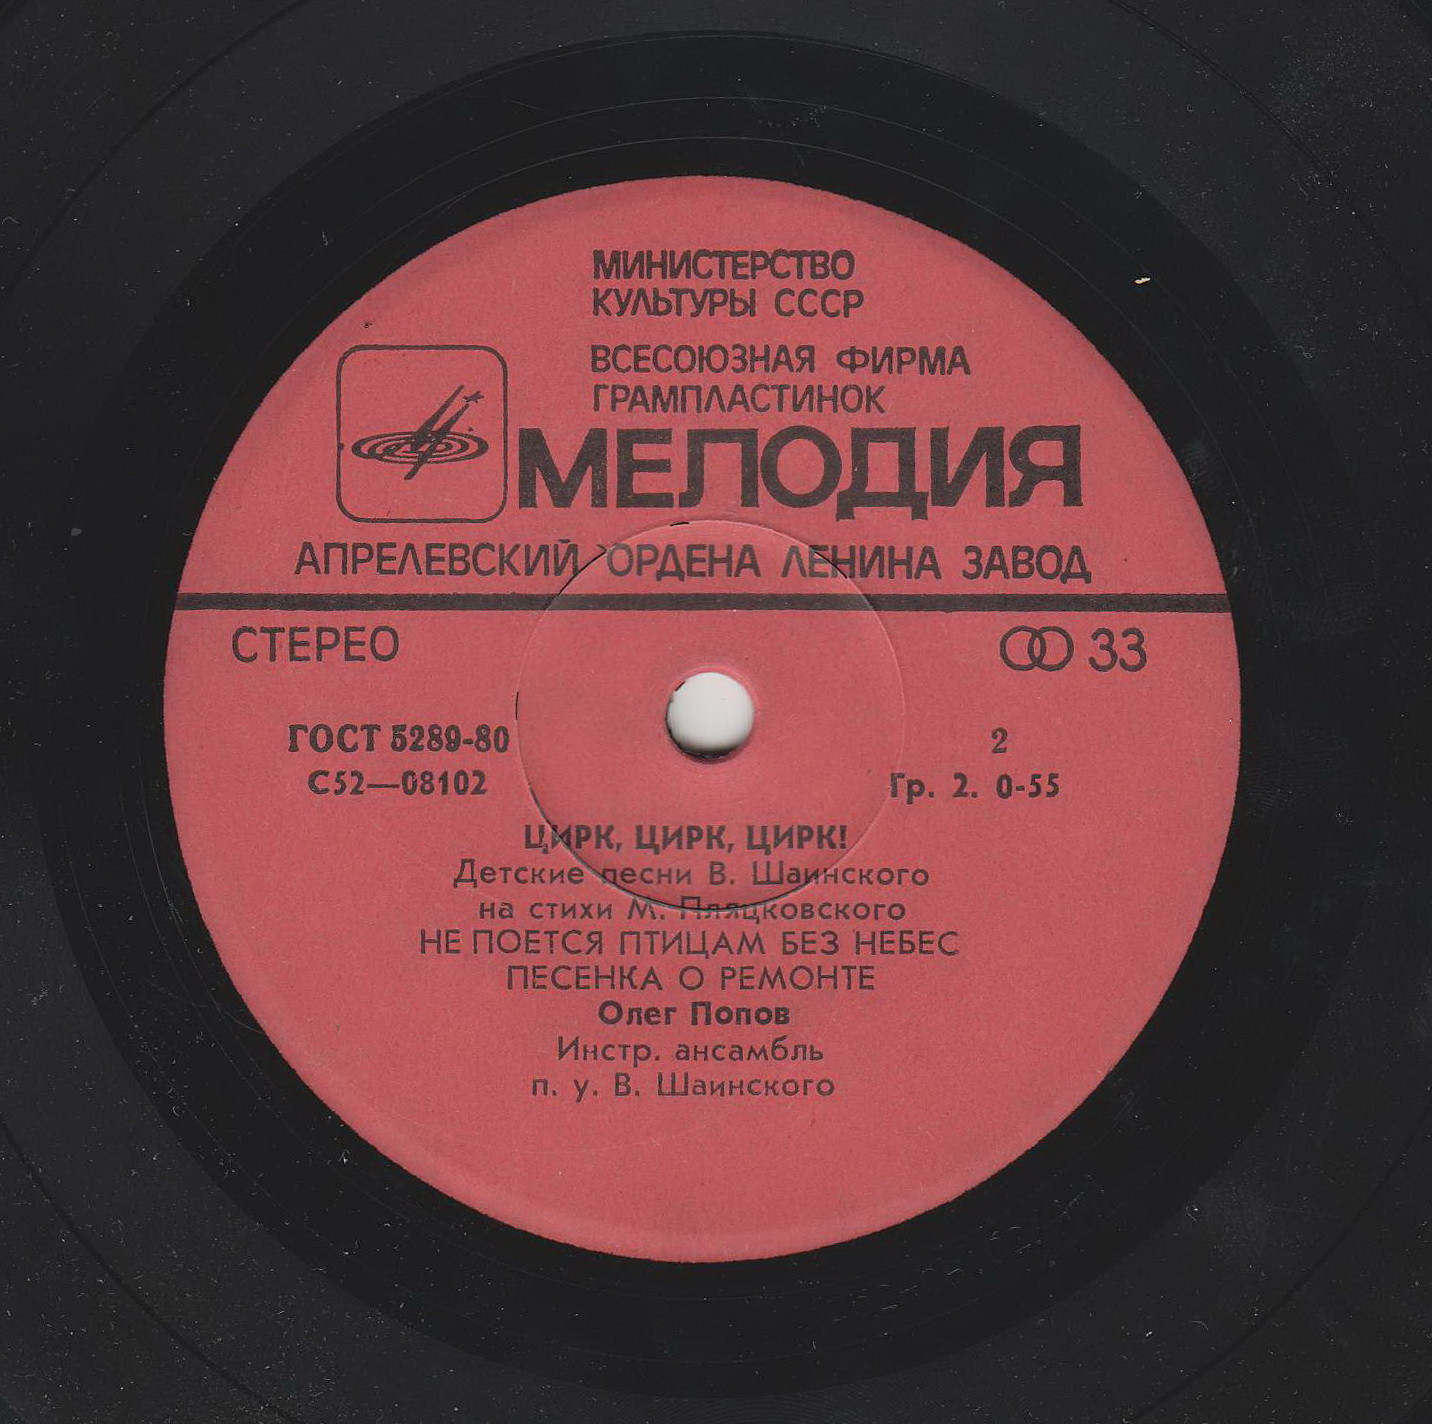 МИНИСТЕРСТВО
КУЛЬТУРЫ СССР
ВСЕСОЮЗНАЯ ФИРМА
ГРАМПЛАСТИНОК
МЕЛОДИЯ
АПРЕЛЕВСКИЙ ОРДЕНА ЛЕНИНА ЗАВОД
СТЕРЕО 33
ГОСТ 5289-80 2
С52—08102 Гр. 2. 0-55
ЦИРК, ЦИРК, ЦИРК!
Детские песни В. Шаинского
на стихи М. Пляцковского
НЕ ПОЕТСЯ ПТИЦАМ БЕЗ НЕБЕС
ПЕСЕНКА О РЕМОНТЕ
Олег Попов
Инстр. ансамбль
п. у. В. Шаинского